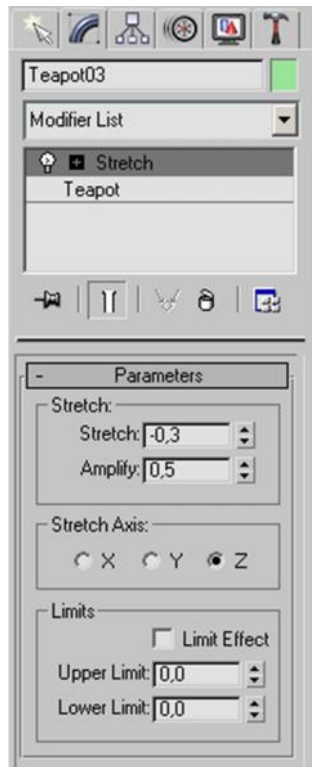 Teapot03
Modifier List
Stretch
Teapot
- Parameters
Stretch:
Stretch: -0,3
Amplify: 0,5
Stretch Axis:
X Y Z
Limits
Limit Effect
Upper Limit: 0,0
Lower Limit: 0,0